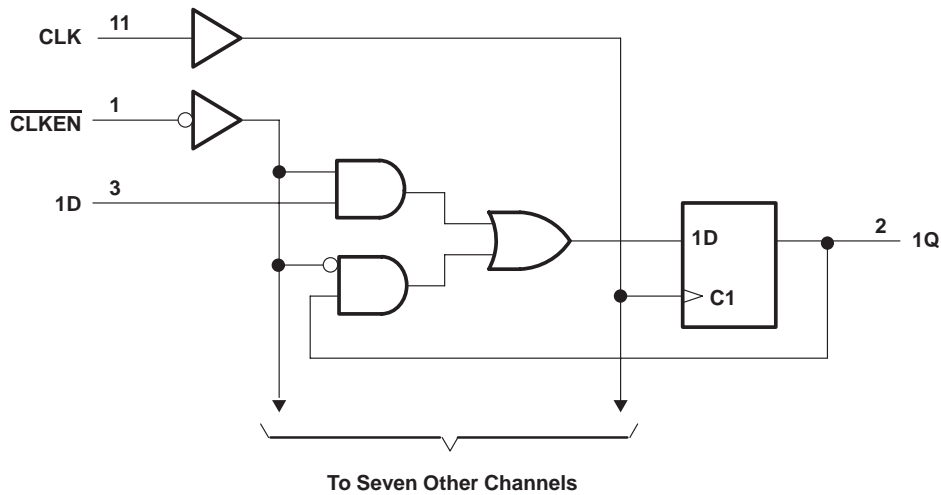 CLK 11
CLKEN 1
1D 3
1D
C1
2 1Q
To Seven Other Channels